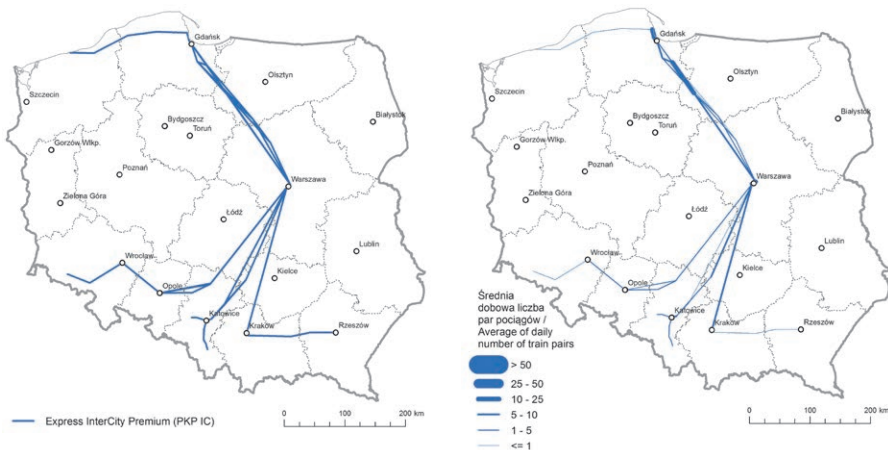 Gdańsk
Olsztyn
Szczecin
Białystok
Bydgoszcz
Toruń
Gorzów Wlkp.
Poznań
Warszawa
Zielona Góra
Łódź
Lublin
Wrocław
Kielce
Opole
Katowice
Kraków
Rzeszów
Express InterCity Premium (PKP IC)
0 100 200 km
Gdańsk
Olsztyn
Szczecin
Białystok
Bydgoszcz
Toruń
Gorzów Wlkp.
Poznań
Warszawa
Zielona Góra
Łódź
Lublin
Wrocław
Kielce
Opole
Katowice
Kraków
Rzeszów
Średnia
dobowa liczba
par pociągów /
Average of daily
number of train pairs
> 50
25 - 50
10 - 25
5 - 10
1 - 5
<= 1
0 100 200 km